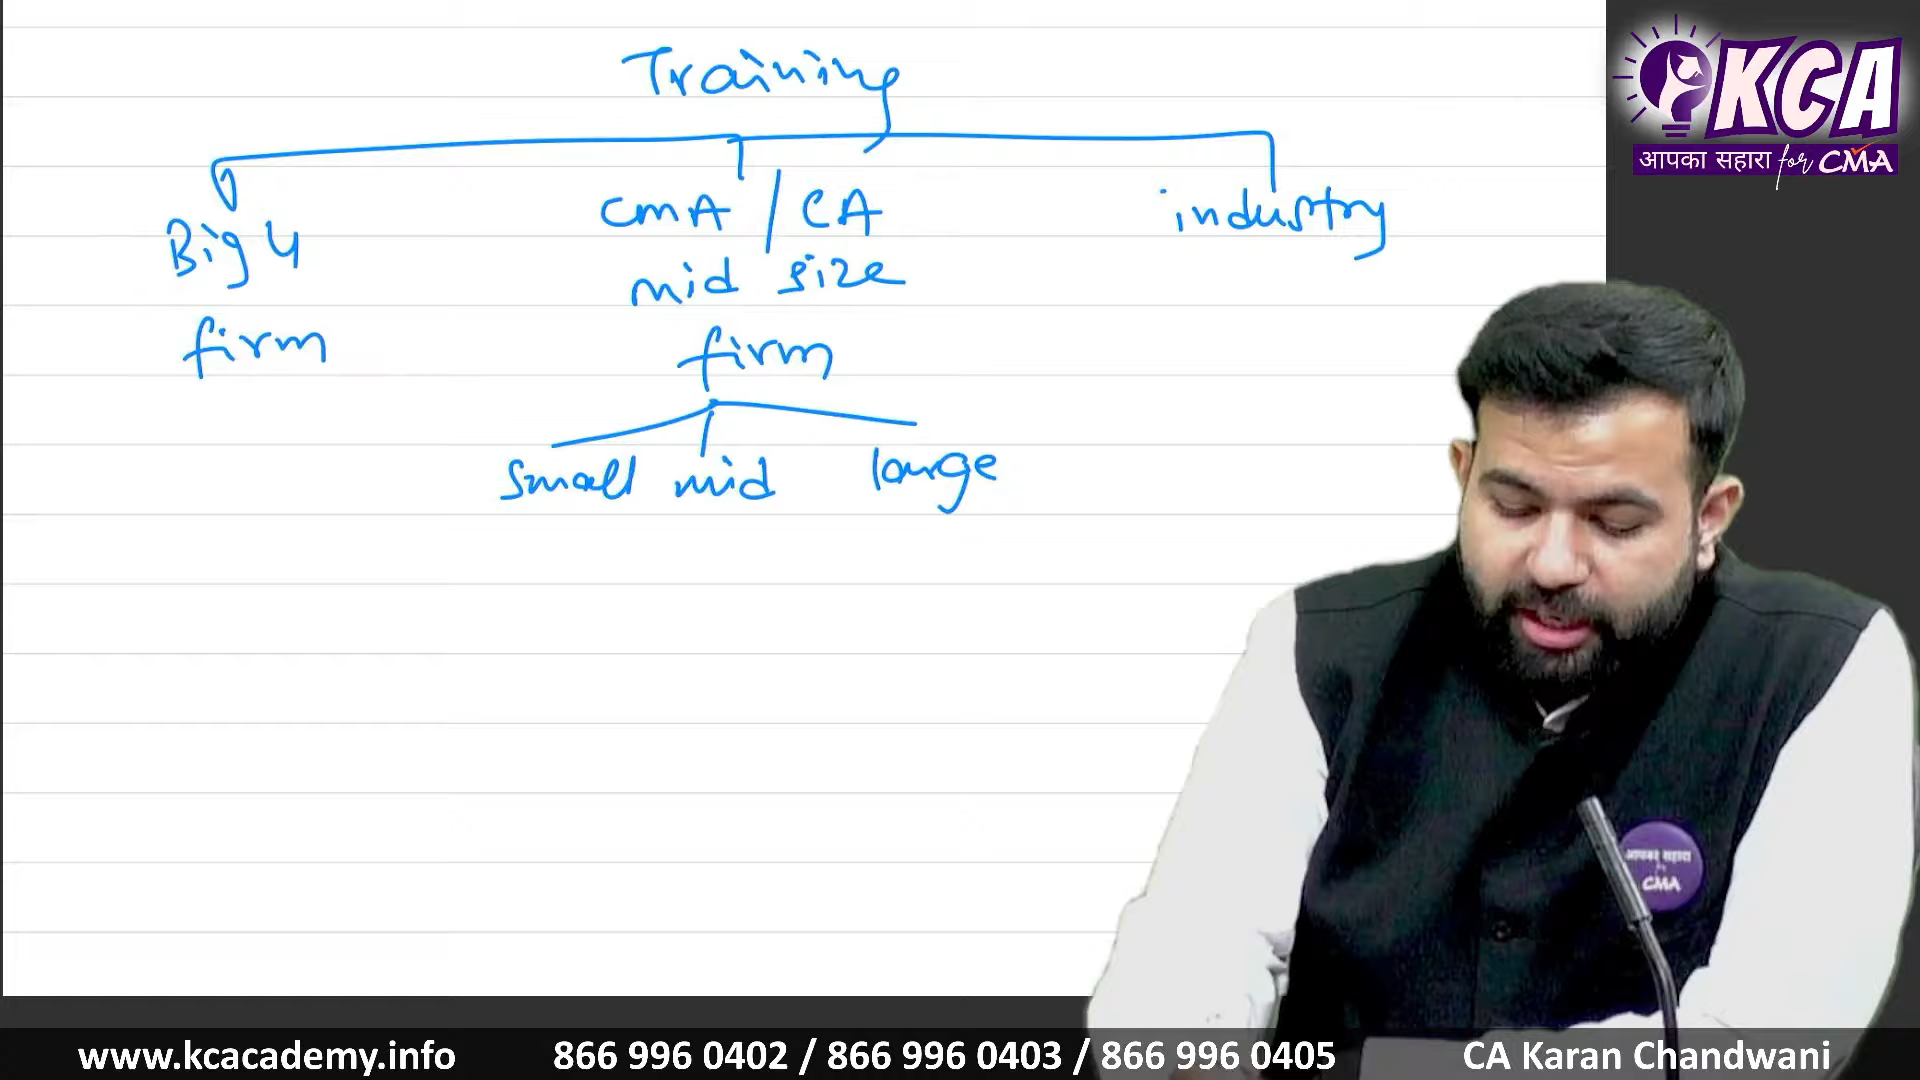 Training
Big 4
firm
CMA / CA
mid size
firm
industry
small mid large
KCA
आपका सहारा for CMA
आपका सहारा
CMA
www.kcacademy.info 866 996 0402 / 866 996 0403 / 866 996 0405 CA Karan Chandwani